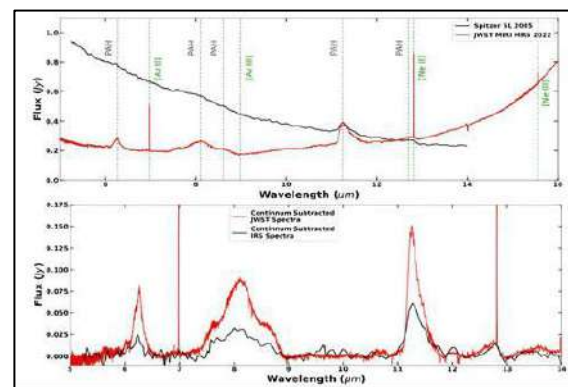 Spitzer SL 2005
JWST MIRI MRS 2022
PAH
[Ar II]
PAH
PAH
[Ar III]
PAH
PAH
[Ne II]
[Ne III]
Flux (Jy)
1.0
0.8
0.6
0.4
0.2
0.0
6
8
10
12
14
16
Wavelength (μm)
Continnum Subtracted
JWST Spectra
Continnum Subtracted
IRS Spectra
Flux (Jy)
0.175
0.150
0.125
0.100
0.075
0.050
0.025
0.000
5
6
7
8
9
10
11
12
13
14
Wavelength (μm)